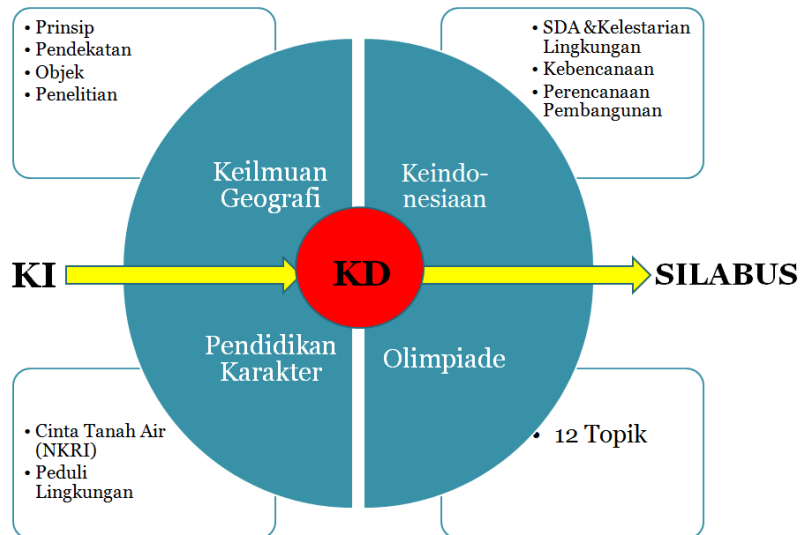 • Prinsip
• Pendekatan
• Objek
• Penelitian
• SDA &Kelestarian
Lingkungan
• Kebencanaan
• Perencanaan
Pembangunan
Keilmuan
Geografi
Keindo-
nesiaan
KI
KD
SILABUS
Pendidikan
Karakter
Olimpiade
• Cinta Tanah Air
(NKRI)
• Peduli
Lingkungan
• 12 Topik